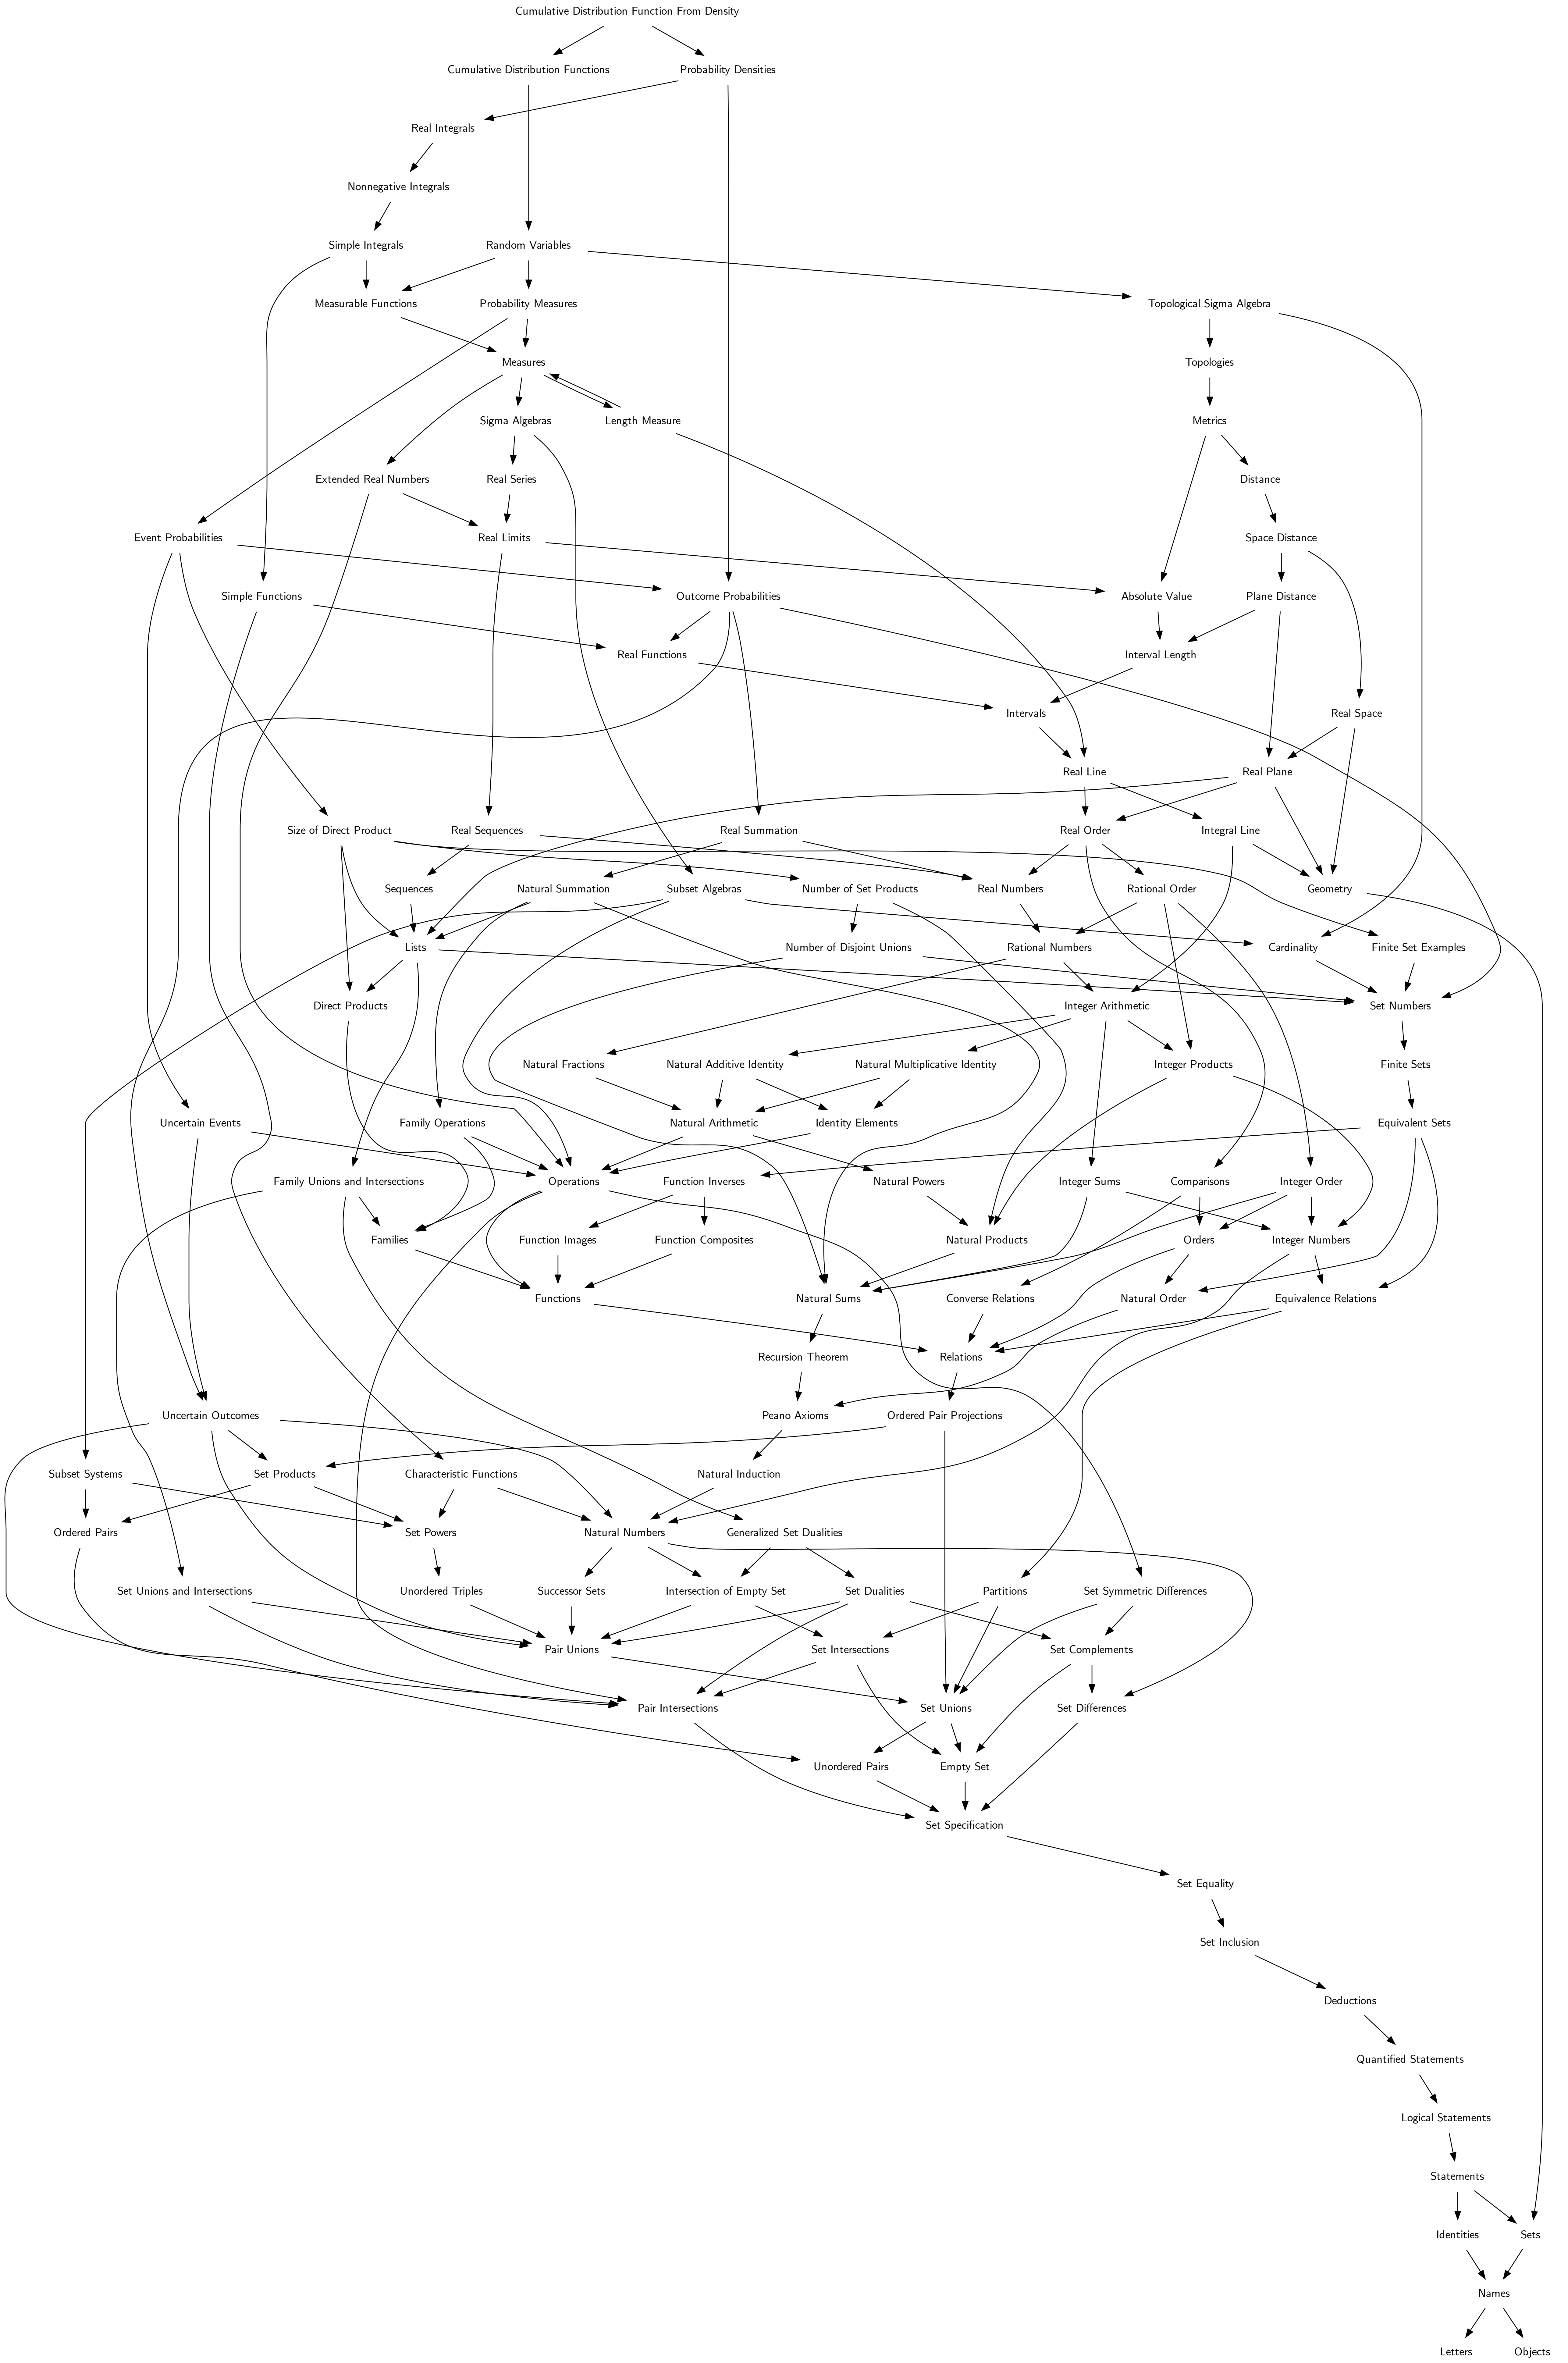 Cumulative Distribution Function From Density
Cumulative Distribution Functions
Probability Densities
Real Integrals
Nonnegative Integrals
Simple Integrals
Random Variables
Measurable Functions
Probability Measures
Topological Sigma Algebra
Measures
Topologies
Sigma Algebras
Length Measure
Metrics
Extended Real Numbers
Real Series
Distance
Event Probabilities
Real Limits
Space Distance
Simple Functions
Outcome Probabilities
Absolute Value
Plane Distance
Real Functions
Interval Length
Intervals
Real Space
Real Line
Real Plane
Size of Direct Product
Real Sequences
Real Summation
Real Order
Integral Line
Sequences
Natural Summation
Subset Algebras
Number of Set Products
Real Numbers
Rational Order
Geometry
Lists
Number of Disjoint Unions
Rational Numbers
Cardinality
Finite Set Examples
Direct Products
Integer Arithmetic
Set Numbers
Natural Fractions
Natural Additive Identity
Natural Multiplicative Identity
Integer Products
Finite Sets
Uncertain Events
Family Operations
Natural Arithmetic
Identity Elements
Equivalent Sets
Family Unions and Intersections
Operations
Function Inverses
Natural Powers
Integer Sums
Comparisons
Integer Order
Families
Function Images
Function Composites
Natural Products
Orders
Integer Numbers
Functions
Natural Sums
Converse Relations
Natural Order
Equivalence Relations
Recursion Theorem
Relations
Uncertain Outcomes
Peano Axioms
Ordered Pair Projections
Subset Systems
Set Products
Characteristic Functions
Natural Induction
Ordered Pairs
Set Powers
Natural Numbers
Generalized Set Dualities
Set Unions and Intersections
Unordered Triples
Successor Sets
Intersection of Empty Set
Set Dualities
Partitions
Set Symmetric Differences
Pair Unions
Set Intersections
Set Complements
Pair Intersections
Set Unions
Set Differences
Unordered Pairs
Empty Set
Set Specification
Set Equality
Set Inclusion
Deductions
Quantified Statements
Logical Statements
Statements
Identities
Sets
Names
Letters
Objects